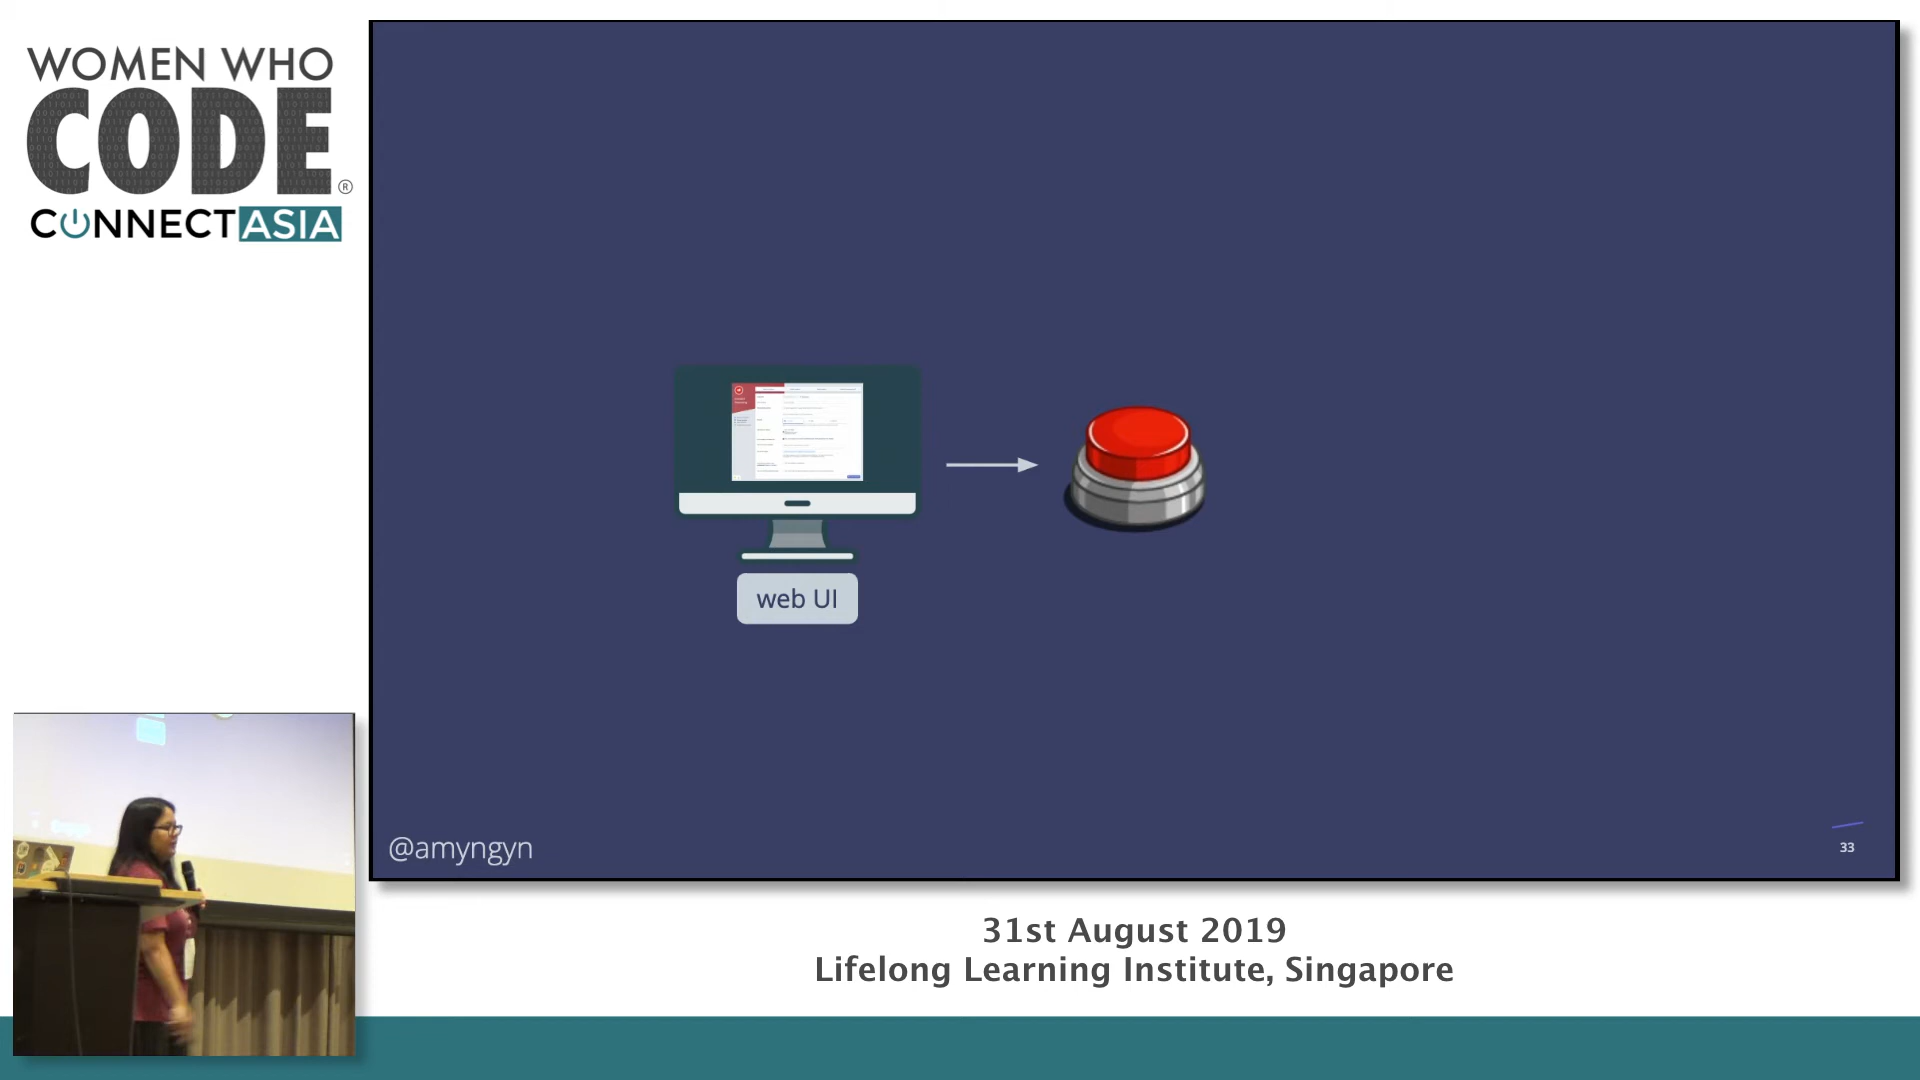 WOMEN WHO
CODE®
CONNECT ASIA
web UI
@amyngyn
33
31st August 2019
Lifelong Learning Institute, Singapore